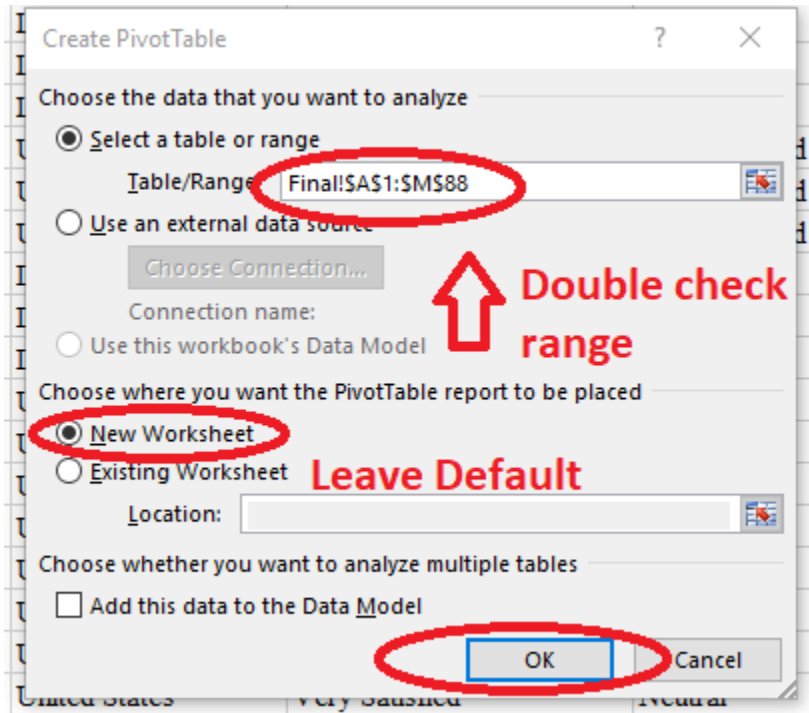 Create PivotTable ? ×
Choose the data that you want to analyze
Select a table or range
Table/Range Final!$A$1:$M$88
Use an external data source
Choose Connection...
Connection name:
Double check
range
Use this workbook's Data Model
Choose where you want the PivotTable report to be placed
New Worksheet
Existing Worksheet
Leave Default
Location:
Choose whether you want to analyze multiple tables
Add this data to the Data Model
OK Cancel
United States Very Satisfied Neutral